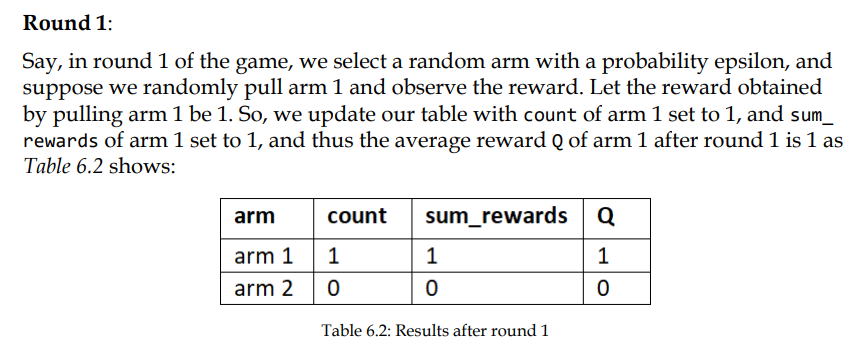 Round 1:
Say, in round 1 of the game, we select a random arm with a probability epsilon, and
suppose we randomly pull arm 1 and observe the reward. Let the reward obtained
by pulling arm 1 be 1. So, we update our table with count of arm 1 set to 1, and sum_
rewards of arm 1 set to 1, and thus the average reward Q of arm 1 after round 1 is 1 as
Table 6.2 shows:
arm count sum_rewards Q
arm 1 1 1 1
arm 2 0 0 0
Table 6.2: Results after round 1